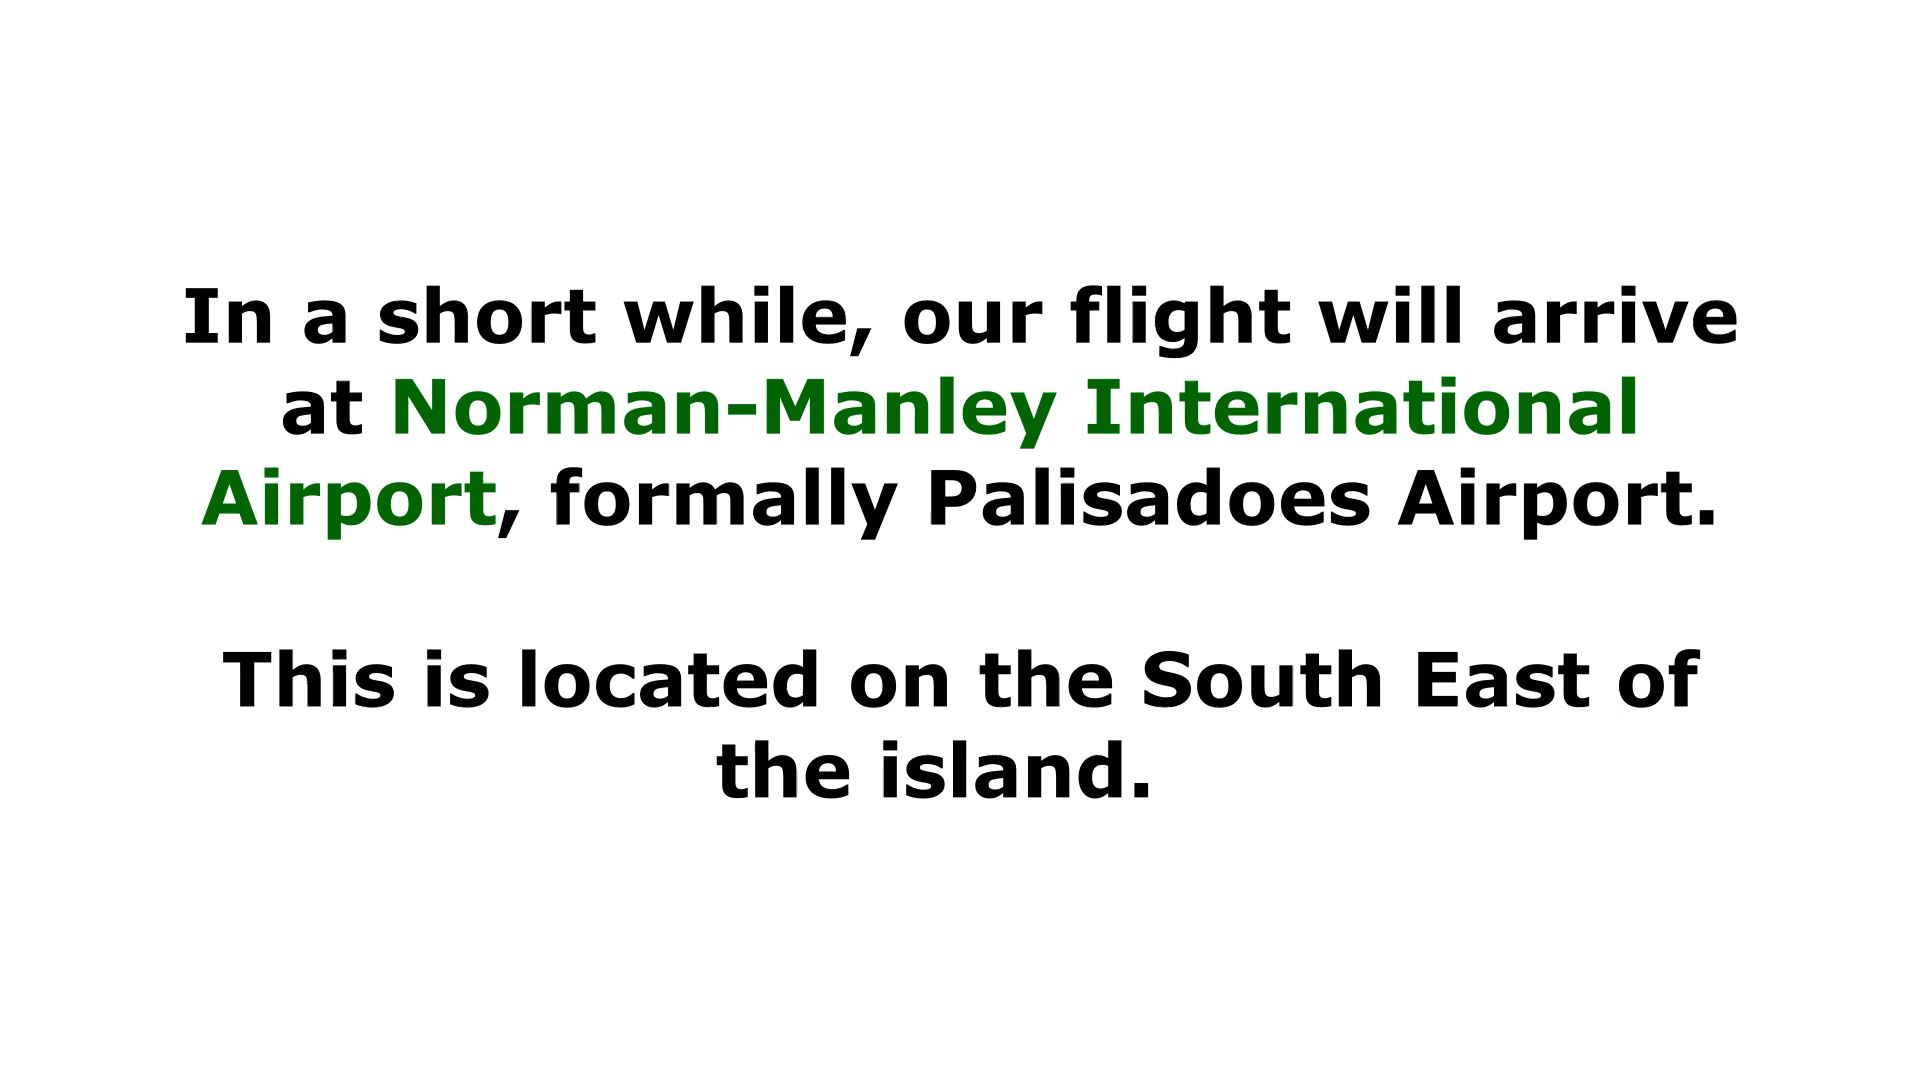 In a short while, our flight will arrive
at Norman-Manley International
Airport, formally Palisadoes Airport.
This is located on the South East of
the island.